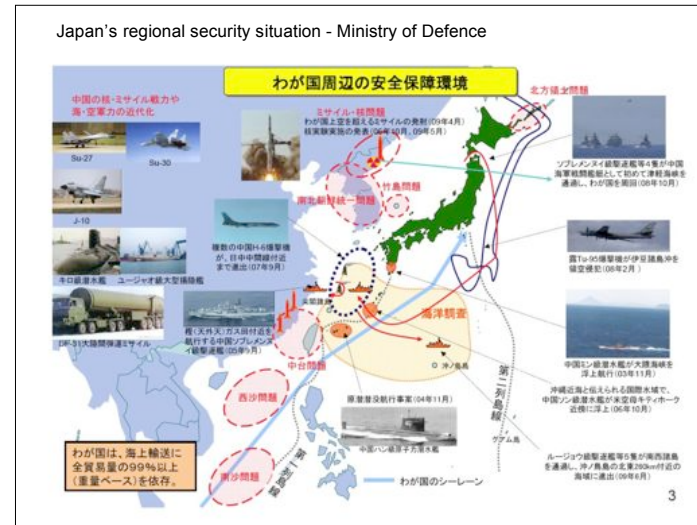 Japan's regional security situation - Ministry of Defence
わが国周辺の安全保障環境
中国の核・ミサイル戦力や
海・空軍力の近代化
Su-27
Su-30
J-10
キロ級潜水艦
ユージャオ級大型揚陸艦
DF-31大陸間弾道ミサイル
ミサイル・核問題
わが国上空を超えるミサイルの発射(09年4月)
核実験実施の発表(06年10月、09年5月)
北方領土問題
ソブレメンヌイ級駆逐艦等4隻が中国
海軍戦闘艦艇として初めて津軽海峡を
通過し、わが国を周回(08年10月)
竹島問題
南北朝鮮統一問題
複数の中国H-6爆撃機
が、日中中間線付近
まで進出(07年9月)
露Tu-95爆撃機が伊豆諸島沖を
領空侵犯(08年2月)
尖閣諸島
樫(天外天)ガス田付近を
航行する中国ソブレメンヌ
イ級駆逐艦(05年9月)
海洋調査
中国ミン級潜水艦が大隅海峡を
浮上航行(03年11月)
中台問題
沖ノ鳥島
沖縄近海と伝えられる国際水域で、
中国ソン級潜水艦が米空母キティホーク
近傍に浮上(06年10月)
西沙問題
原潜潜没航行事案(04年11月)
第二列島線
グアム島
中国ハン級原子力潜水艦
ルージョウ級駆逐艦等5隻が南西諸島
を通過し、沖ノ鳥島の北東260km付近の
海域に進出(09年6月)
わが国は、海上輸送に
全貿易量の99%以上
(重量ベース)を依存。
南沙問題
第一列島線
わが国のシーレーン
3